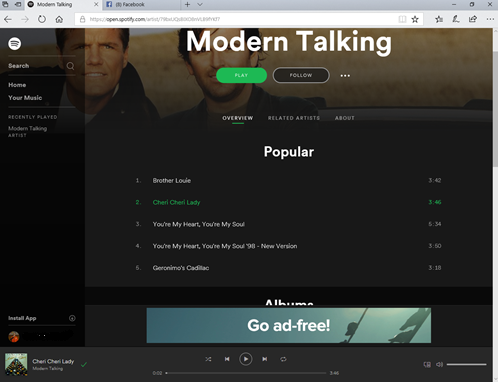 Modern Talking
(8) Facebook
https://open.spotify.com/artist/
Modern Talking
PLAY
FOLLOW
Search
Home
Your Music
RECENTLY PLAYED
Modern Talking
ARTIST
OVERVIEW
RELATED ARTISTS
ABOUT
Popular
1. Brother Louie 3:42
2. Cheri Cheri Lady 3:46
3. You're My Heart, You're My Soul 5:34
4. You're My Heart, You're My Soul '98 - New Version 3:50
5. Geronimo's Cadillac 3:18
Albums
Install App
Go ad-free!
Cheri Cheri Lady
Modern Talking
0:00
3:46